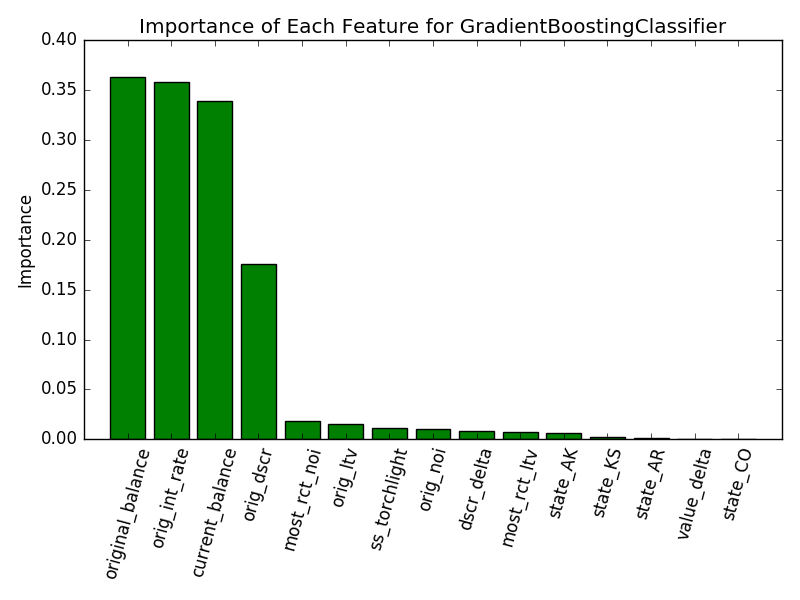 Importance of Each Feature for GradientBoostingClassifier
0.40
0.35
0.30
0.25
0.20
0.15
0.10
0.05
0.00
Importance
original_balance
orig_int_rate
current_balance
orig_dscr
most_rct_noi
orig_ltv
ss_torchlight
orig_noi
dscr_delta
most_rct_ltv
state_AK
state_KS
state_AR
value_delta
state_CO